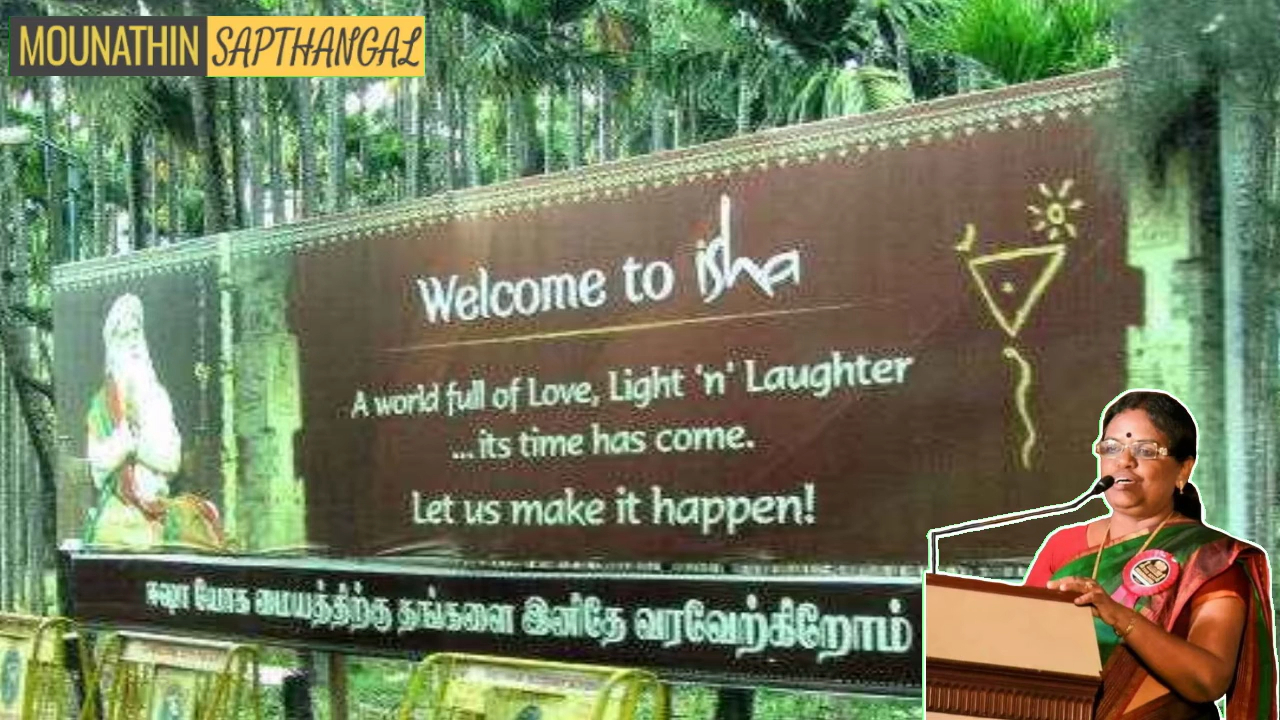 MOUNATHIN SAPTHANGAL
Welcome to isha
A world full of Love, Light 'n' Laughter
...its time has come.
Let us make it happen!
ஈஷா யோக மையத்திற்கு தங்களை இனிதே வரவேற்கிறோம்